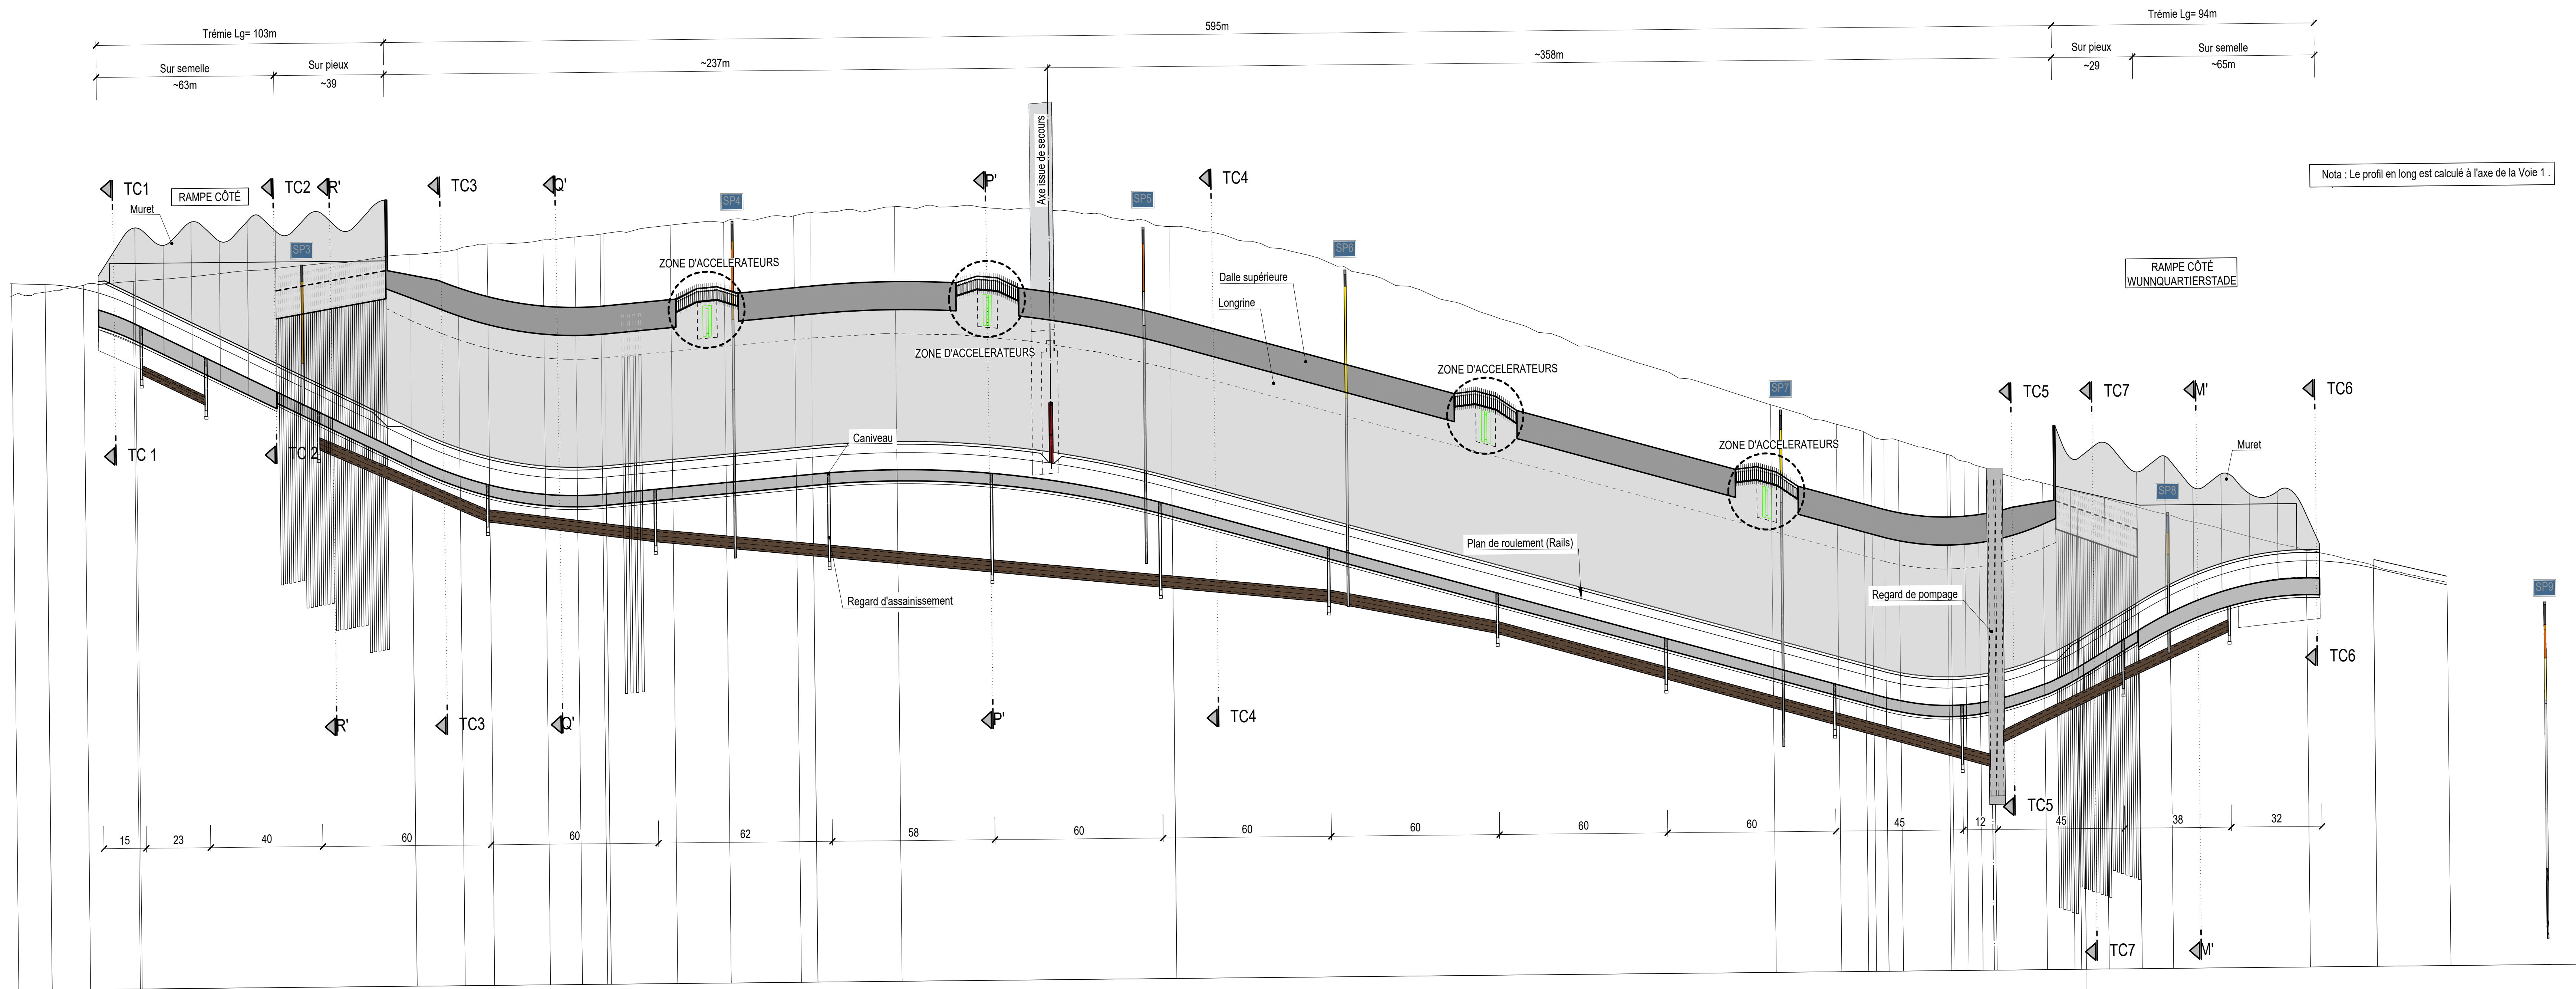 Trémie Lg= 103m
595m
Trémie Lg= 94m
Sur semelle
~63m
Sur pieux
~39
~237m
~358m
Sur pieux
~29
Sur semelle
~65m
Axe issue de secours
Nota : Le profil en long est calculé à l'axe de la Voie 1 .
TC1
RAMPE CÔTÉ
Muret
TC2
R'
TC3
Q'
SP4
P'
SP5
TC4
SP3
SP6
ZONE D'ACCELERATEURS
Dalle supérieure
Longrine
RAMPE CÔTÉ
WUNNQUARTIERSTADE
ZONE D'ACCELERATEURS
ZONE D'ACCELERATEURS
SP7
TC5
TC7
M'
TC6
ZONE D'ACCELERATEURS
Muret
Caniveau
TC 1
TC 2
SP8
Plan de roulement (Rails)
Regard d'assainissement
Regard de pompage
SP9
TC6
R'
TC3
Q'
P'
TC4
TC5
15
23
40
60
60
62
58
60
60
60
60
60
45
12
45
38
32
TC7
M'